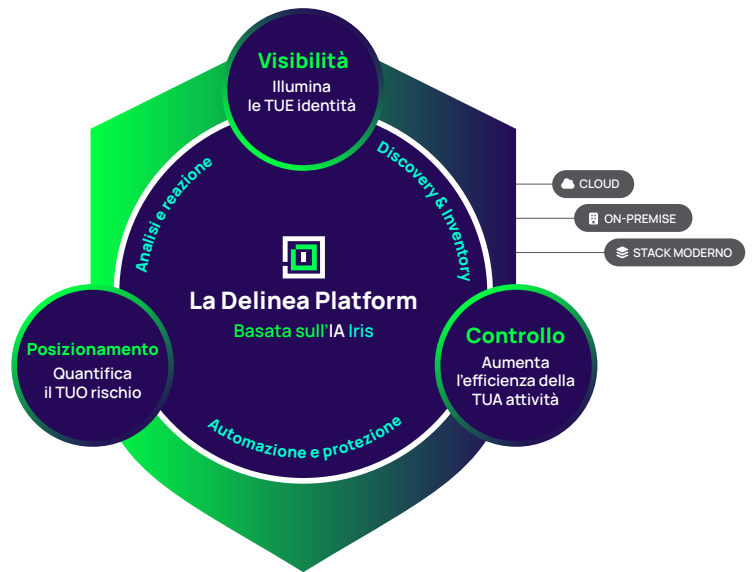 Visibilità
Illumina
le TUE identità
Analisi e reazione
Discovery & Inventory
CLOUD
ON-PREMISE
STACK MODERNO
La Delinea Platform
Basata sull'IA Iris
Posizionamento
Quantifica
il TUO rischio
Controllo
Aumenta
l'efficienza della
TUA attività
Automazione e protezione